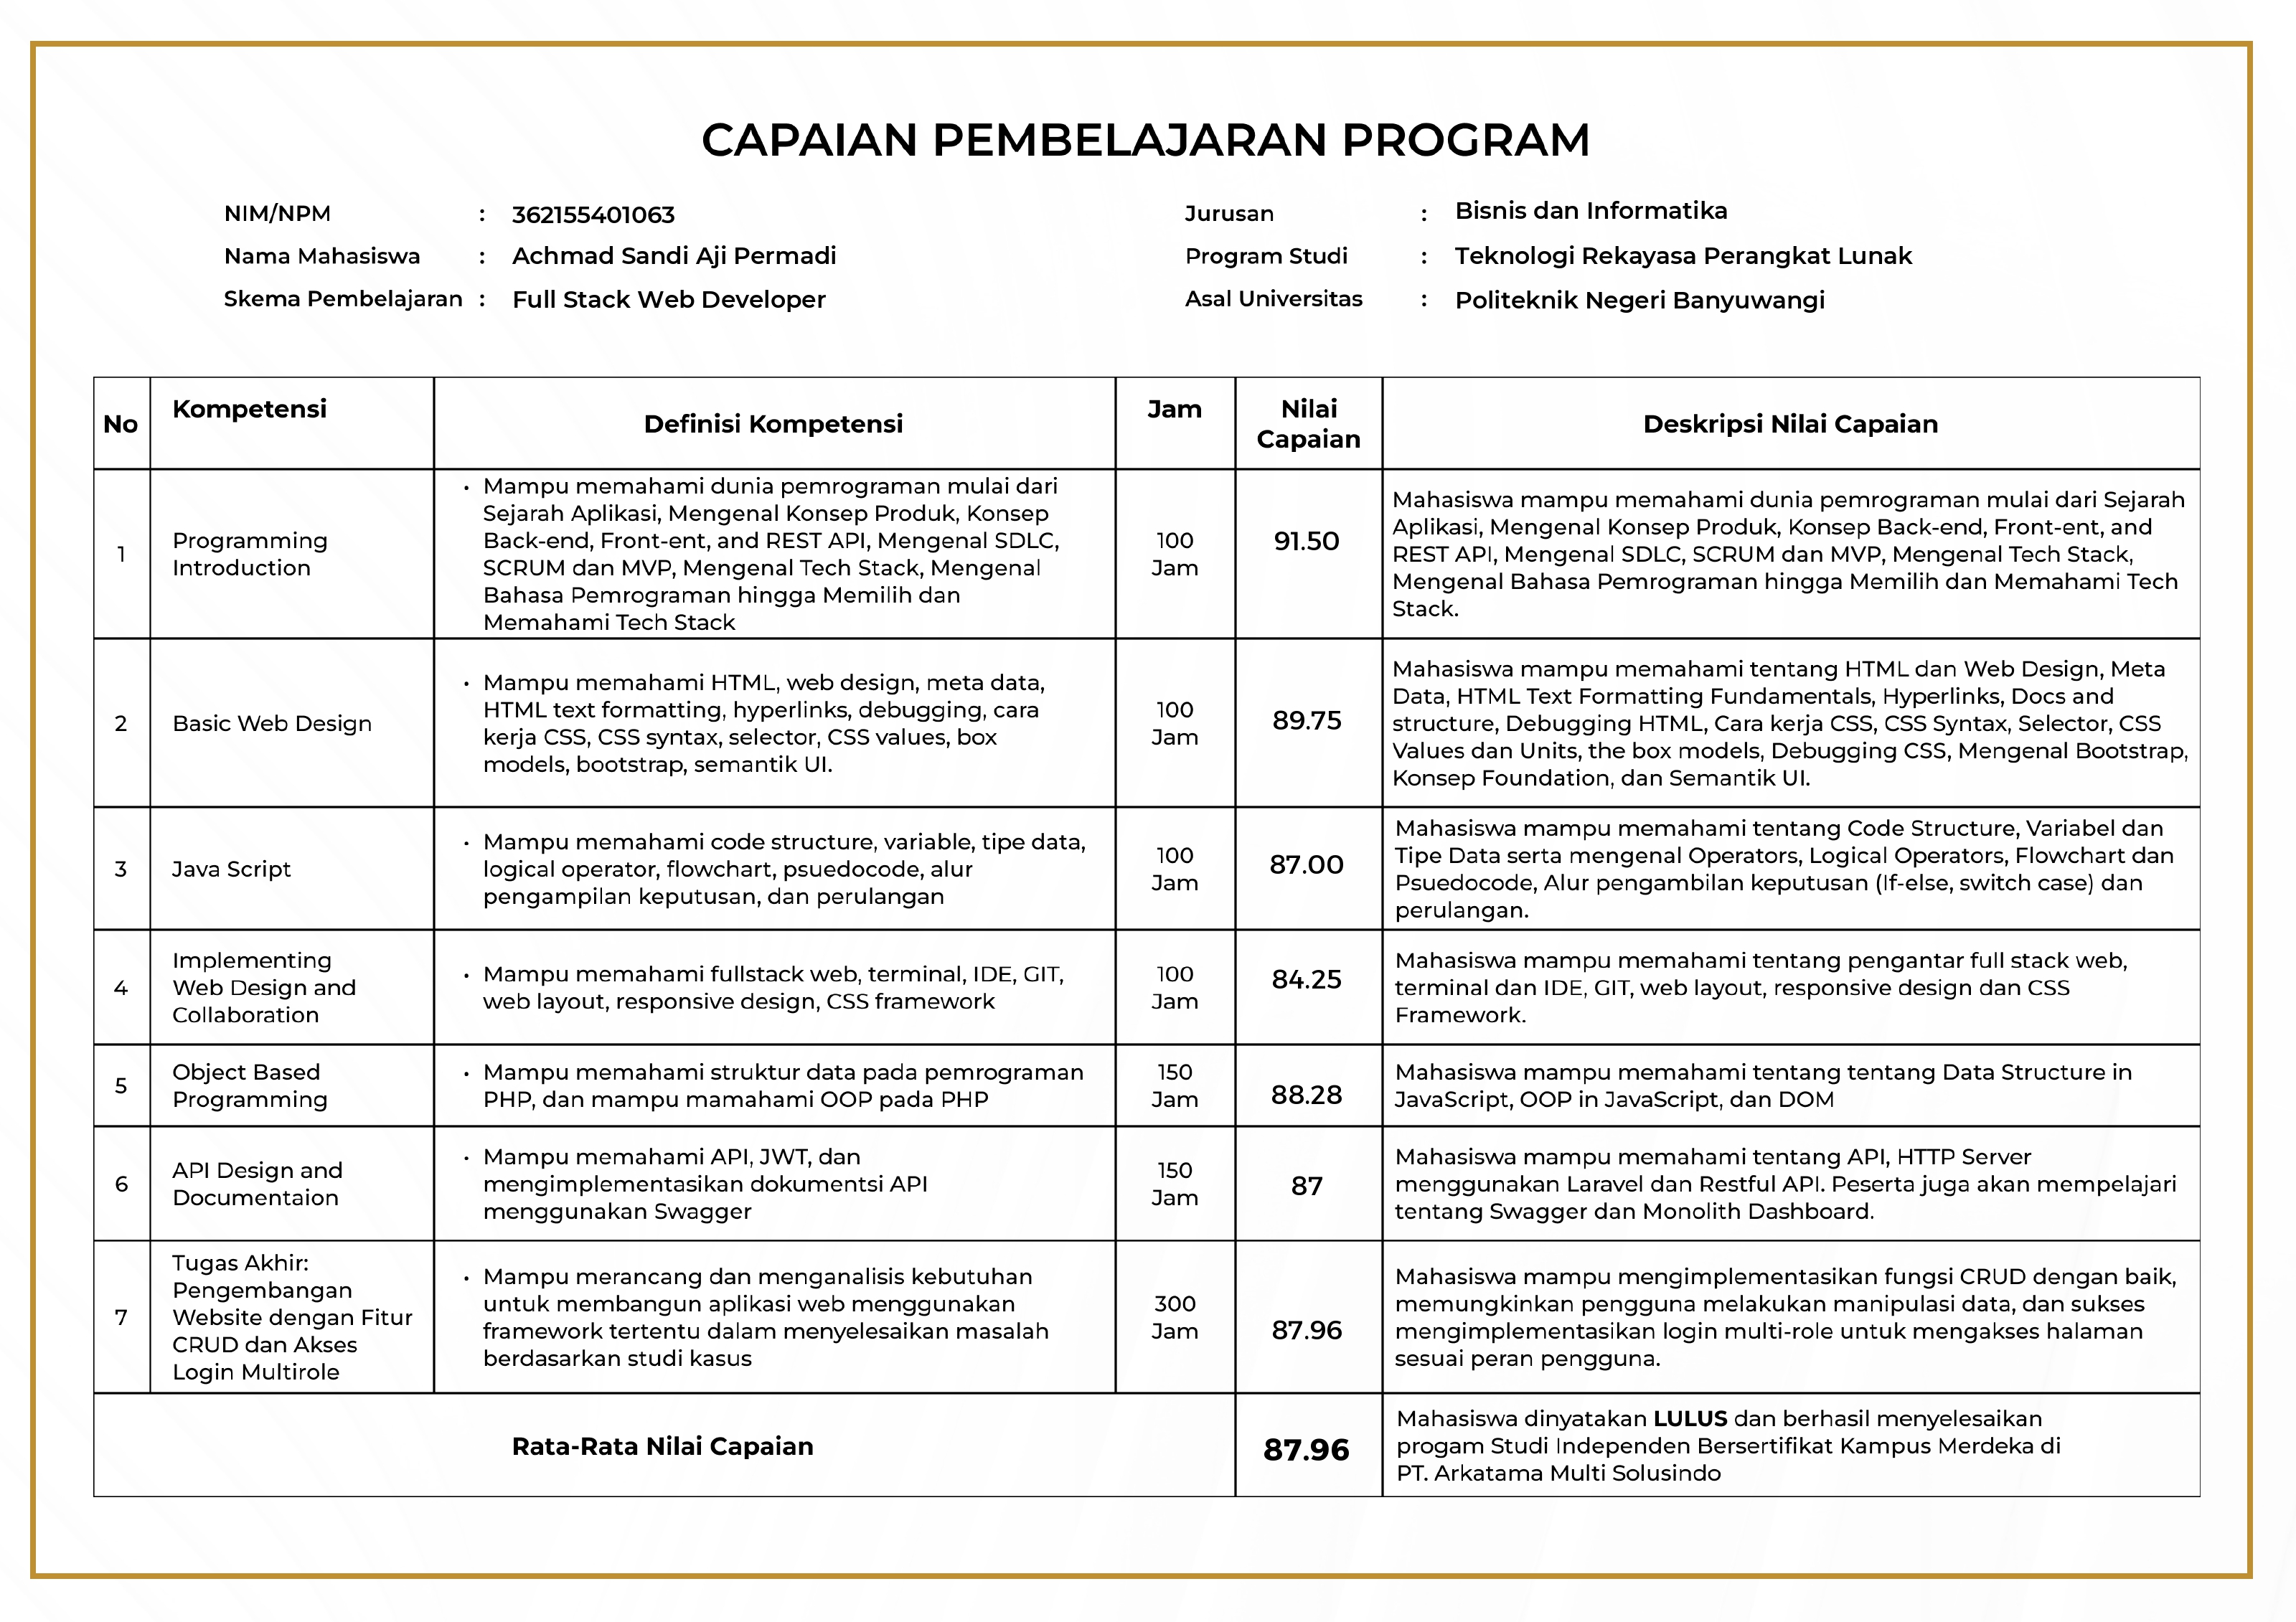 CAPAIAN PEMBELAJARAN PROGRAM
NIM/NPM : 362155401063
Nama Mahasiswa : Achmad Sandi Aji Permadi
Skema Pembelajaran : Full Stack Web Developer
Jurusan : Bisnis dan Informatika
Program Studi : Teknologi Rekayasa Perangkat Lunak
Asal Universitas : Politeknik Negeri Banyuwangi
No
Kompetensi
Definisi Kompetensi
Jam
Nilai
Capaian
Deskripsi Nilai Capaian
1
Programming
Introduction
• Mampu memahami dunia pemrograman mulai dari
Sejarah Aplikasi, Mengenal Konsep Produk, Konsep
Back-end, Front-ent, and REST API, Mengenal SDLC,
SCRUM dan MVP, Mengenal Tech Stack, Mengenal
Bahasa Pemrograman hingga Memilih dan
Memahami Tech Stack
100
Jam
91.50
Mahasiswa mampu memahami dunia pemrograman mulai dari Sejarah
Aplikasi, Mengenal Konsep Produk, Konsep Back-end, Front-ent, and
REST API, Mengenal SDLC, SCRUM dan MVP, Mengenal Tech Stack,
Mengenal Bahasa Pemrograman hingga Memilih dan Memahami Tech
Stack.
2
Basic Web Design
• Mampu memahami HTML, web design, meta data,
HTML text formatting, hyperlinks, debugging, cara
kerja CSS, CSS syntax, selector, CSS values, box
models, bootstrap, semantik UI.
100
Jam
89.75
Mahasiswa mampu memahami tentang HTML dan Web Design, Meta
Data, HTML Text Formatting Fundamentals, Hyperlinks, Docs and
structure, Debugging HTML, Cara kerja CSS, CSS Syntax, Selector, CSS
Values dan Units, the box models, Debugging CSS, Mengenal Bootstrap,
Konsep Foundation, dan Semantik UI.
3
Java Script
• Mampu memahami code structure, variable, tipe data,
logical operator, flowchart, psuedocode, alur
pengampilan keputusan, dan perulangan
100
Jam
87.00
Mahasiswa mampu memahami tentang Code Structure, Variabel dan
Tipe Data serta mengenal Operators, Logical Operators, Flowchart dan
Psuedocode, Alur pengambilan keputusan (If-else, switch case) dan
perulangan.
4
Implementing
Web Design and
Collaboration
• Mampu memahami fullstack web, terminal, IDE, GIT,
web layout, responsive design, CSS framework
100
Jam
84.25
Mahasiswa mampu memahami tentang pengantar full stack web,
terminal dan IDE, GIT, web layout, responsive design dan CSS
Framework.
5
Object Based
Programming
• Mampu memahami struktur data pada pemrograman
PHP, dan mampu mamahami OOP pada PHP
150
Jam
88.28
Mahasiswa mampu memahami tentang tentang Data Structure in
JavaScript, OOP in JavaScript, dan DOM
6
API Design and
Documentaion
• Mampu memahami API, JWT, dan
mengimplementasikan dokumentsi API
menggunakan Swagger
150
Jam
87
Mahasiswa mampu memahami tentang API, HTTP Server
menggunakan Laravel dan Restful API. Peserta juga akan mempelajari
tentang Swagger dan Monolith Dashboard.
7
Tugas Akhir:
Pengembangan
Website dengan Fitur
CRUD dan Akses
Login Multirole
• Mampu merancang dan menganalisis kebutuhan
untuk membangun aplikasi web menggunakan
framework tertentu dalam menyelesaikan masalah
berdasarkan studi kasus
300
Jam
87.96
Mahasiswa mampu mengimplementasikan fungsi CRUD dengan baik,
memungkinkan pengguna melakukan manipulasi data, dan sukses
mengimplementasikan login multi-role untuk mengakses halaman
sesuai peran pengguna.
Rata-Rata Nilai Capaian
87.96
Mahasiswa dinyatakan LULUS dan berhasil menyelesaikan
progam Studi Independen Bersertifikat Kampus Merdeka di
PT. Arkatama Multi Solusindo